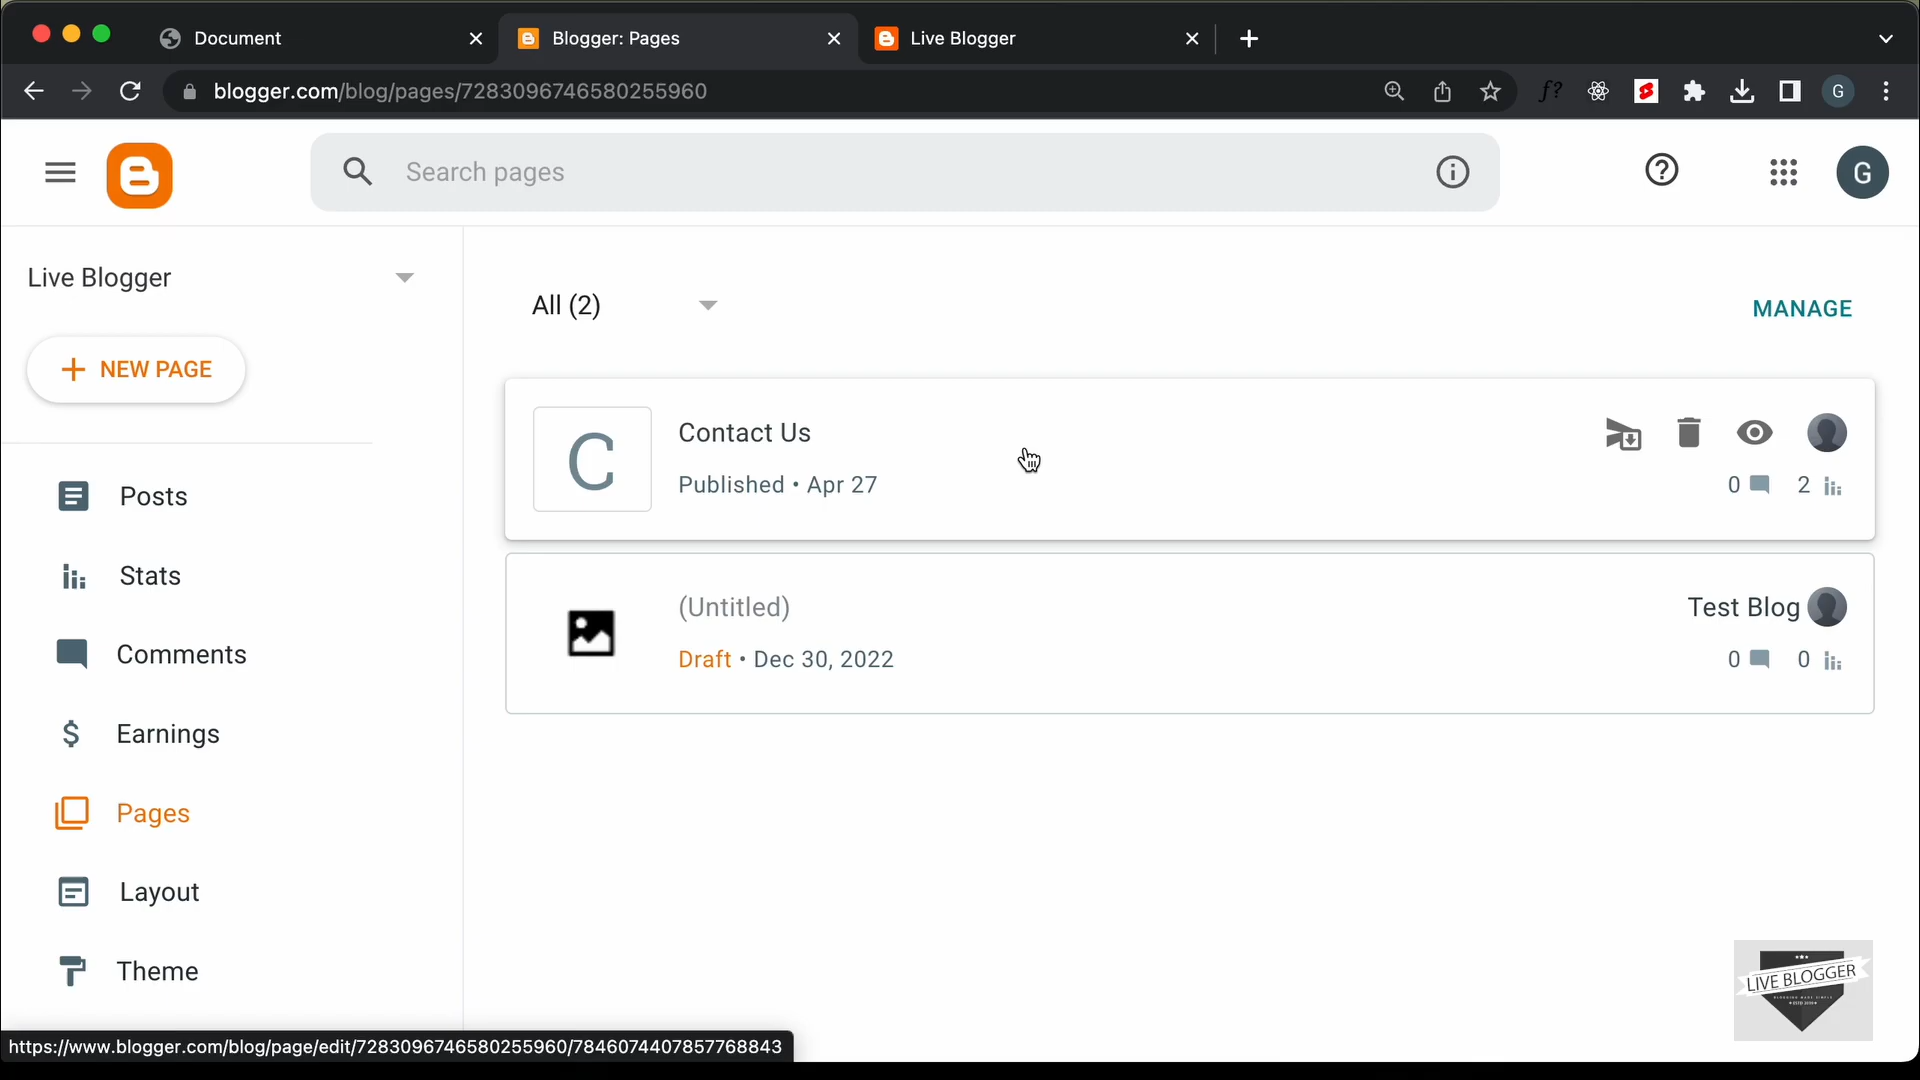 Document
Blogger: Pages
Live Blogger
blogger.com/blog/pages/7283096746580255960
f?
G
Search pages
G
Live Blogger
All (2)
MANAGE
NEW PAGE
C
Contact Us
Published • Apr 27
0
2
Posts
Stats
(Untitled)
Test Blog
Draft • Dec 30, 2022
0
0
Comments
Earnings
Pages
Layout
Theme
LIVE BLOGGER
https://www.blogger.com/blog/page/edit/7283096746580255960/7846074407857768843